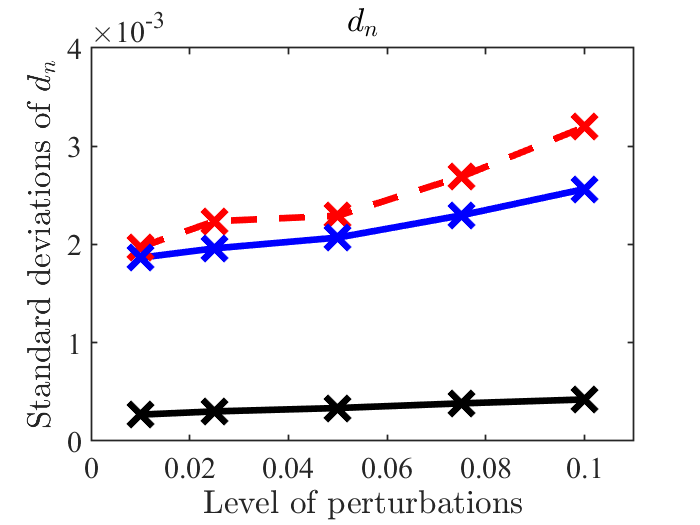 ×10⁻³
dₙ
4
3
2
1
0
Standard deviations of dₙ
0 0.02 0.04 0.06 0.08 0.1
Level of perturbations